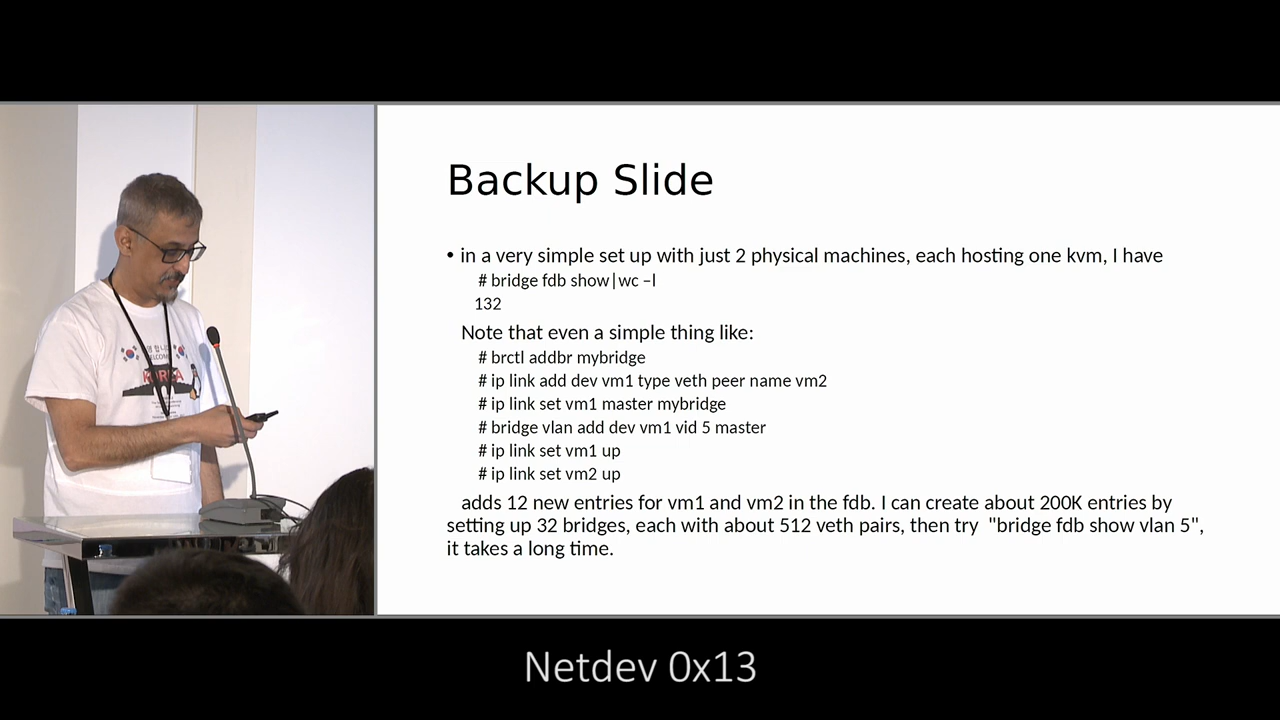 Backup Slide
• in a very simple set up with just 2 physical machines, each hosting one kvm, I have
# bridge fdb show|wc –l
132
Note that even a simple thing like:
# brctl addbr mybridge
# ip link add dev vm1 type veth peer name vm2
# ip link set vm1 master mybridge
# bridge vlan add dev vm1 vid 5 master
# ip link set vm1 up
# ip link set vm2 up
adds 12 new entries for vm1 and vm2 in the fdb. I can create about 200K entries by
setting up 32 bridges, each with about 512 veth pairs, then try "bridge fdb show vlan 5",
it takes a long time.
Netdev 0x13